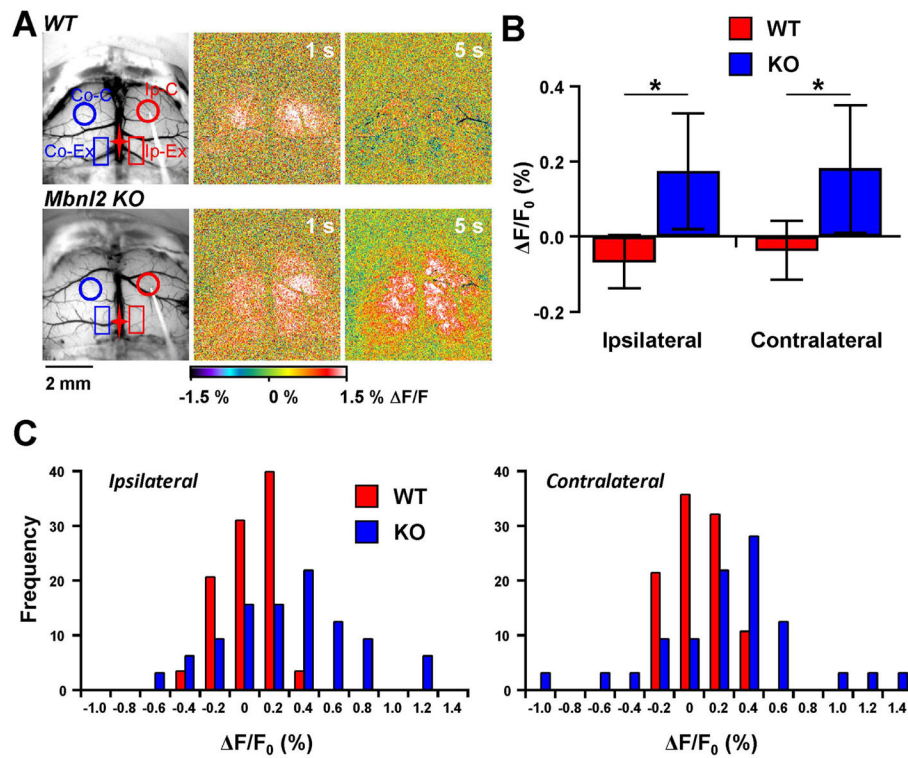 A
WT
1 s
5 s
Co-C
Ip-C
Co-Ex
Ip-Ex
Mbnl2 KO
1 s
5 s
2 mm
-1.5 %
0 %
1.5 % ΔF/F
B
WT
KO
ΔF/F0 (%)
0.4
0.2
0.0
-0.2
*
*
Ipsilateral
Contralateral
C
Ipsilateral
WT
KO
Frequency
40
30
20
10
0
-1.0 -0.8 -0.6 -0.4 -0.2 0 0.2 0.4 0.6 0.8 1.0 1.2 1.4
ΔF/F0 (%)
Contralateral
40
30
20
10
0
-1.0 -0.8 -0.6 -0.4 -0.2 0 0.2 0.4 0.6 0.8 1.0 1.2 1.4
ΔF/F0 (%)